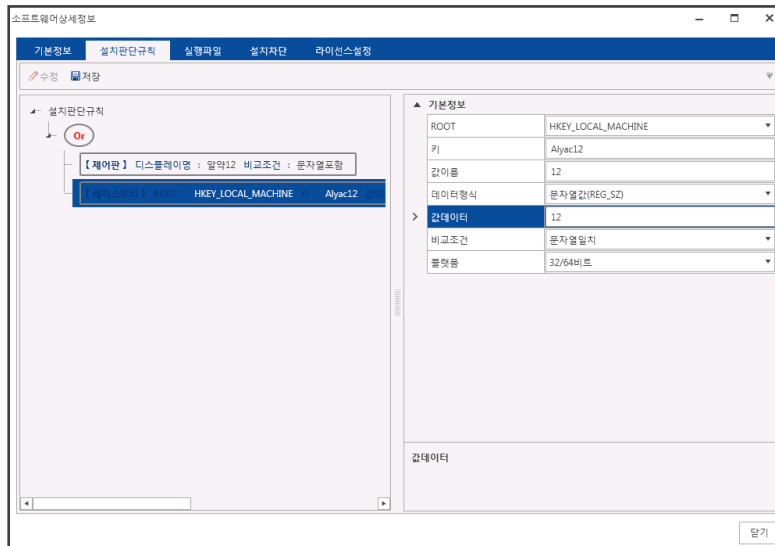 소프트웨어상세정보
기본정보 설치판단규칙 실행파일 설치차단 라이선스설정
수정 저장
설치판단규칙
Or
【 제어판 】 디스플레이명 : 알약12 비교조건 : 문자열포함
【 레지스트리 】 ROOT : HKEY_LOCAL_MACHINE 키 : Alyac12
기본정보
ROOT HKEY_LOCAL_MACHINE
키 Alyac12
값이름 12
데이터형식 문자열값(REG_SZ)
값데이터 12
비교조건 문자열일치
플랫폼 32/64비트
값데이터
닫기